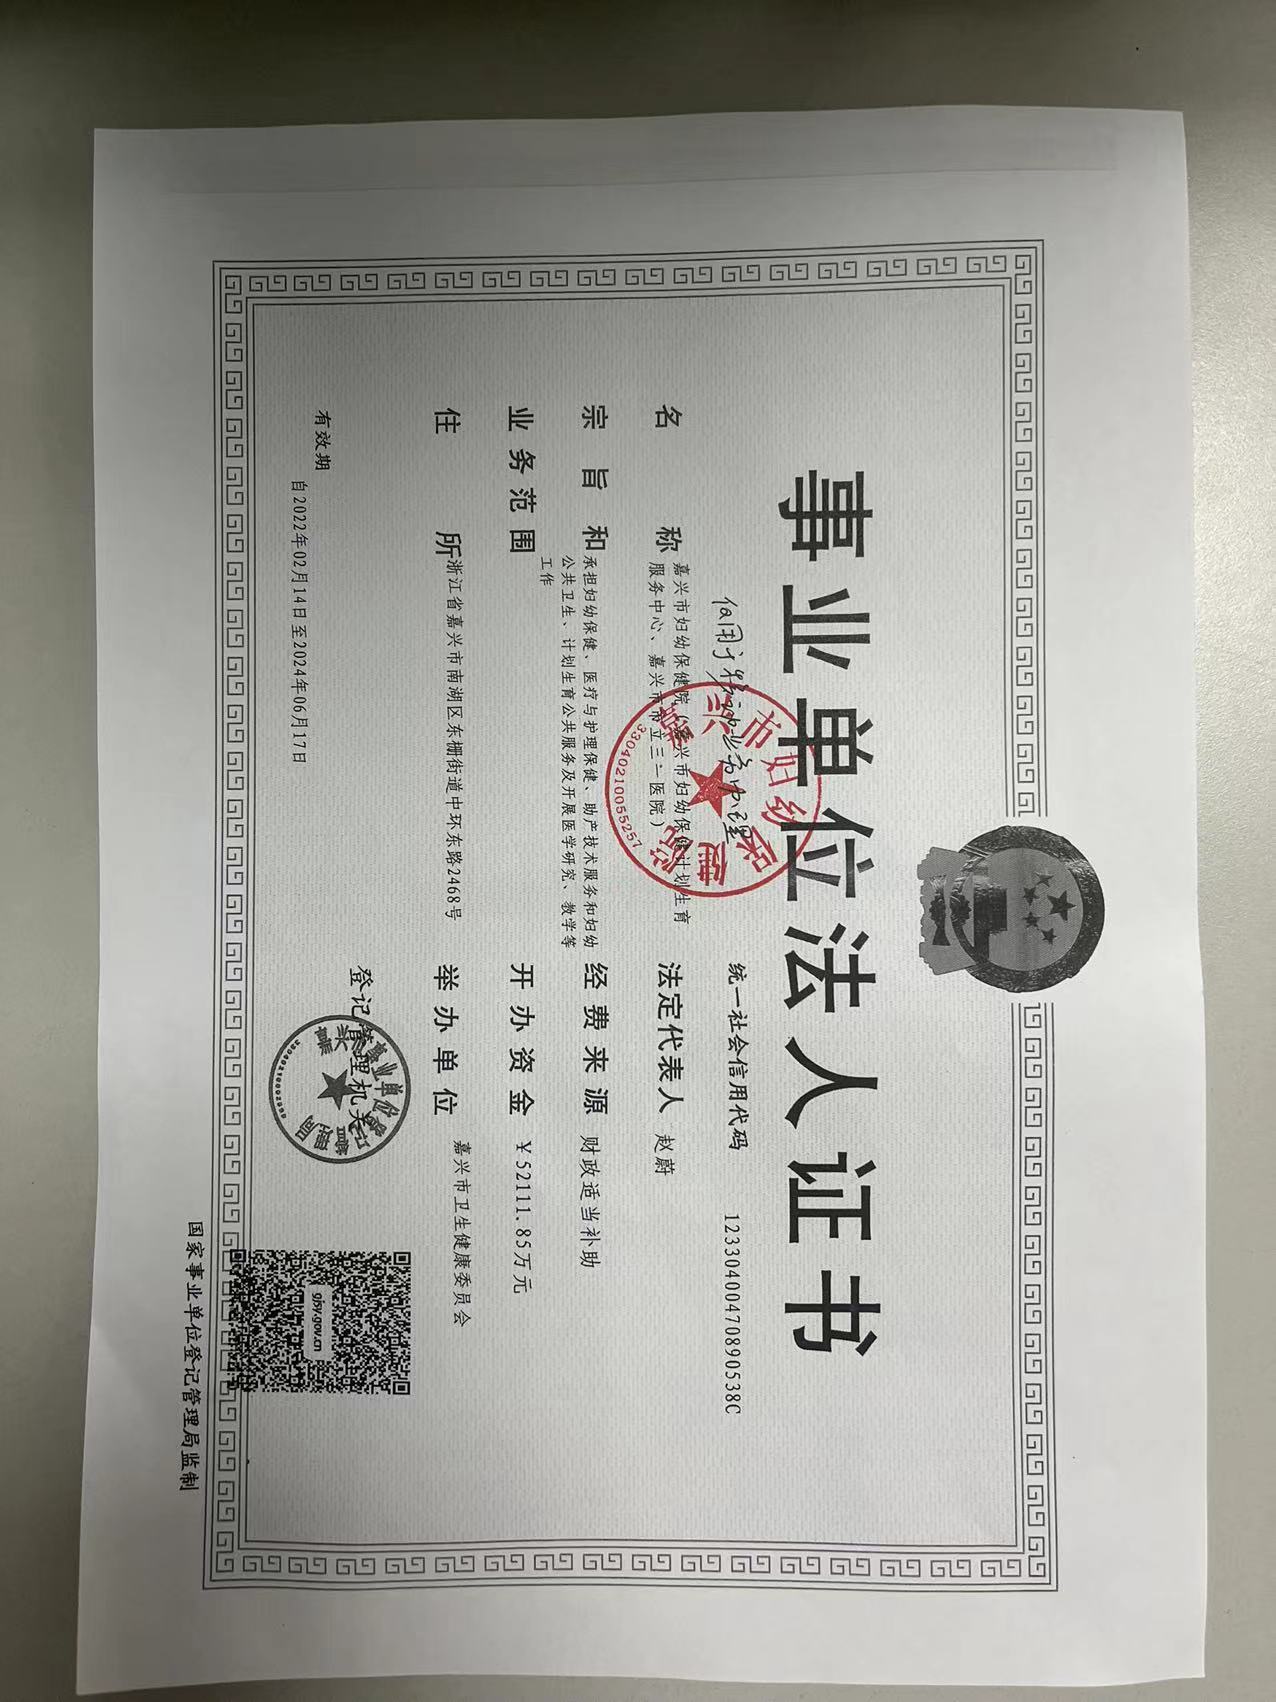 事业单位法人证书
仅用于移动业务办理
统一社会信用代码 12330400470890538C
名称 嘉兴市妇幼保健院(嘉兴市妇幼保健计划生育
服务中心、嘉兴市市立三一医院)
法定代表人 赵蔚
宗旨和
业务范围
承担妇幼保健、医疗与护理保健、助产技术服务和妇幼
公共卫生、计划生育公共服务及开展医学研究、教学等
工作
经费来源 财政适当补助
开办资金 ¥52111.85万元
住所 浙江省嘉兴市南湖区东栅街道中环东路2468号
举办单位 嘉兴市卫生健康委员会
登记管理机关
有效期
自2022年02月14日至2024年06月17日
嘉兴市妇幼保健院
33040210055257
嘉兴市事业单位登记管理局
gjsy.gov.cn
国家事业单位登记管理局监制